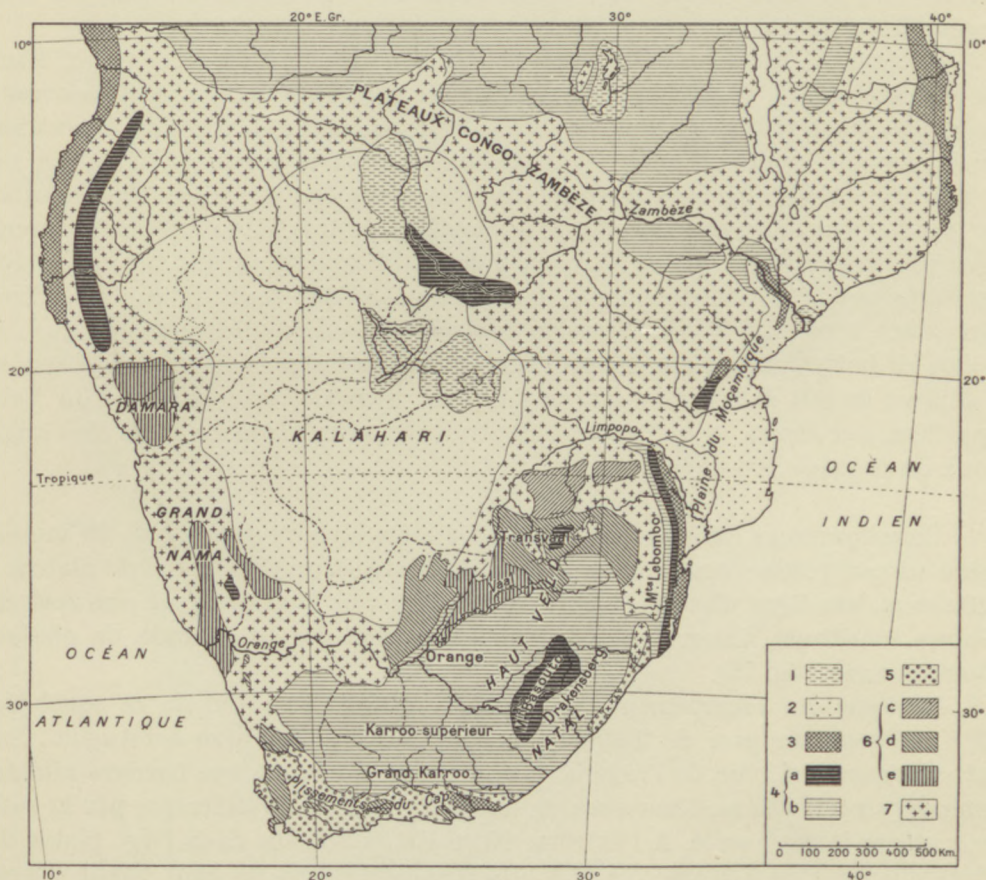 20° E. Gr.
30°
40°
10°
10°
PLATEAUX CONGO-ZAMBÈZE
Zambèze
20°
20°
DAMARA
KALAHARI
Limpopo
Plaine du Moçambique
OCÉAN
INDIEN
Tropique
GRAND
NAMA
Transvaal
Mts Lebombo
Vaal
HAUT VELD
OCÉAN
ATLANTIQUE
Orange
Orange
Drakensberg
NATAL
30°
30°
Karroo supérieur
Grand Karroo
Plissements du Cap
1
2
3
4 a
b
5
6 c
d
e
7
0 100 200 300 400 500 Km.
10°
20°
30°
40°